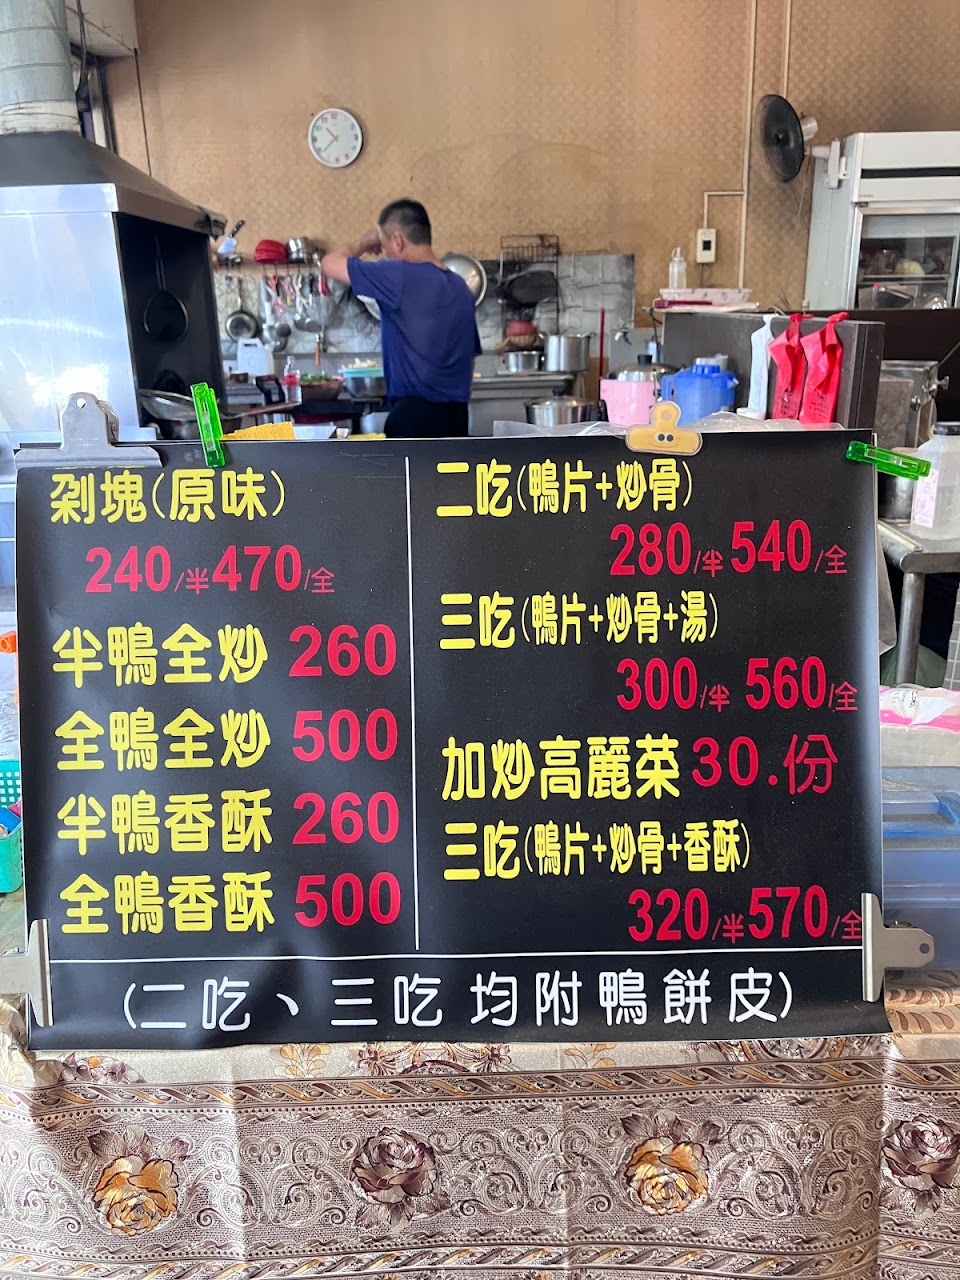 剁塊(原味)
240/半470/全
半鴨全炒 260
全鴨全炒 500
半鴨香酥 260
全鴨香酥 500
二吃(鴨片+炒骨)
280/半 540/全
三吃(鴨片+炒骨+湯)
300/半 560/全
加炒高麗菜 30.份
三吃(鴨片+炒骨+香酥)
320/半570/全
(二吃、三吃 均附鴨餅皮)